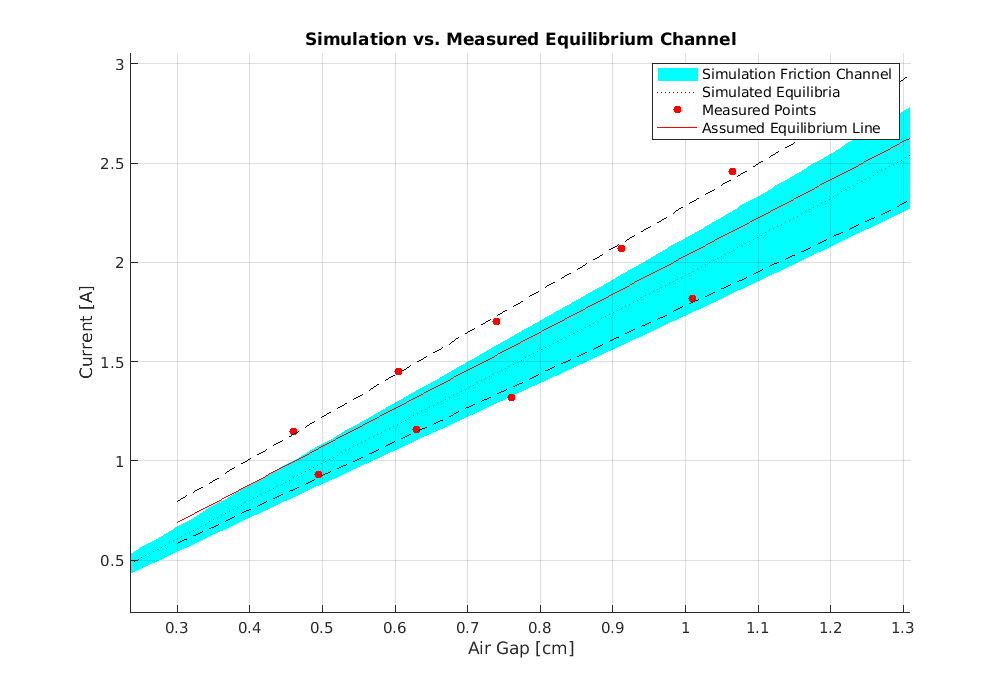 Simulation vs. Measured Equilibrium Channel
3
2.5
2
1.5
1
0.5
Current [A]
Simulation Friction Channel
Simulated Equilibria
Measured Points
Assumed Equilibrium Line
0.3 0.4 0.5 0.6 0.7 0.8 0.9 1 1.1 1.2 1.3
Air Gap [cm]